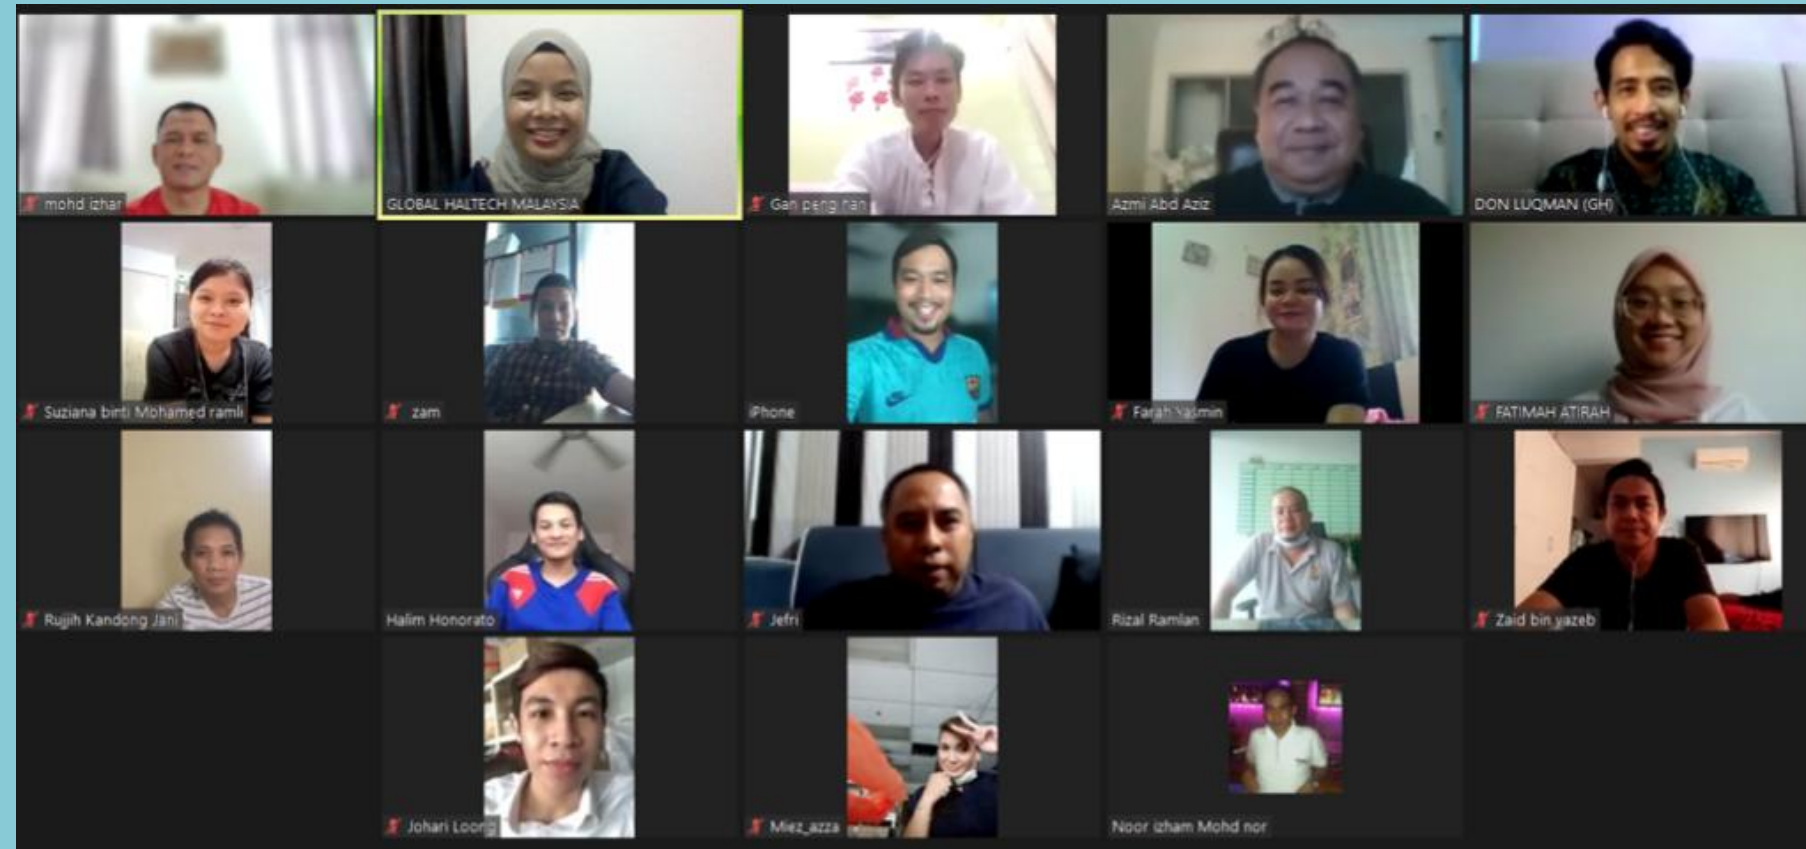 mohd izhar
GLOBAL HALTECH MALAYSIA
Gan peng han
Azmi Abd Aziz
DON LUQMAN (GH)
Suziana binti Mohamed ramli
zam
iPhone
Farah Yasmin
FATIMAH ATIRAH
Rujjih Kandong Jani
Halim Honorato
Jefri
Rizal Ramlan
Zaid bin yazeb
Johari Loong
Miez_azza
Noor izham Mohd nor